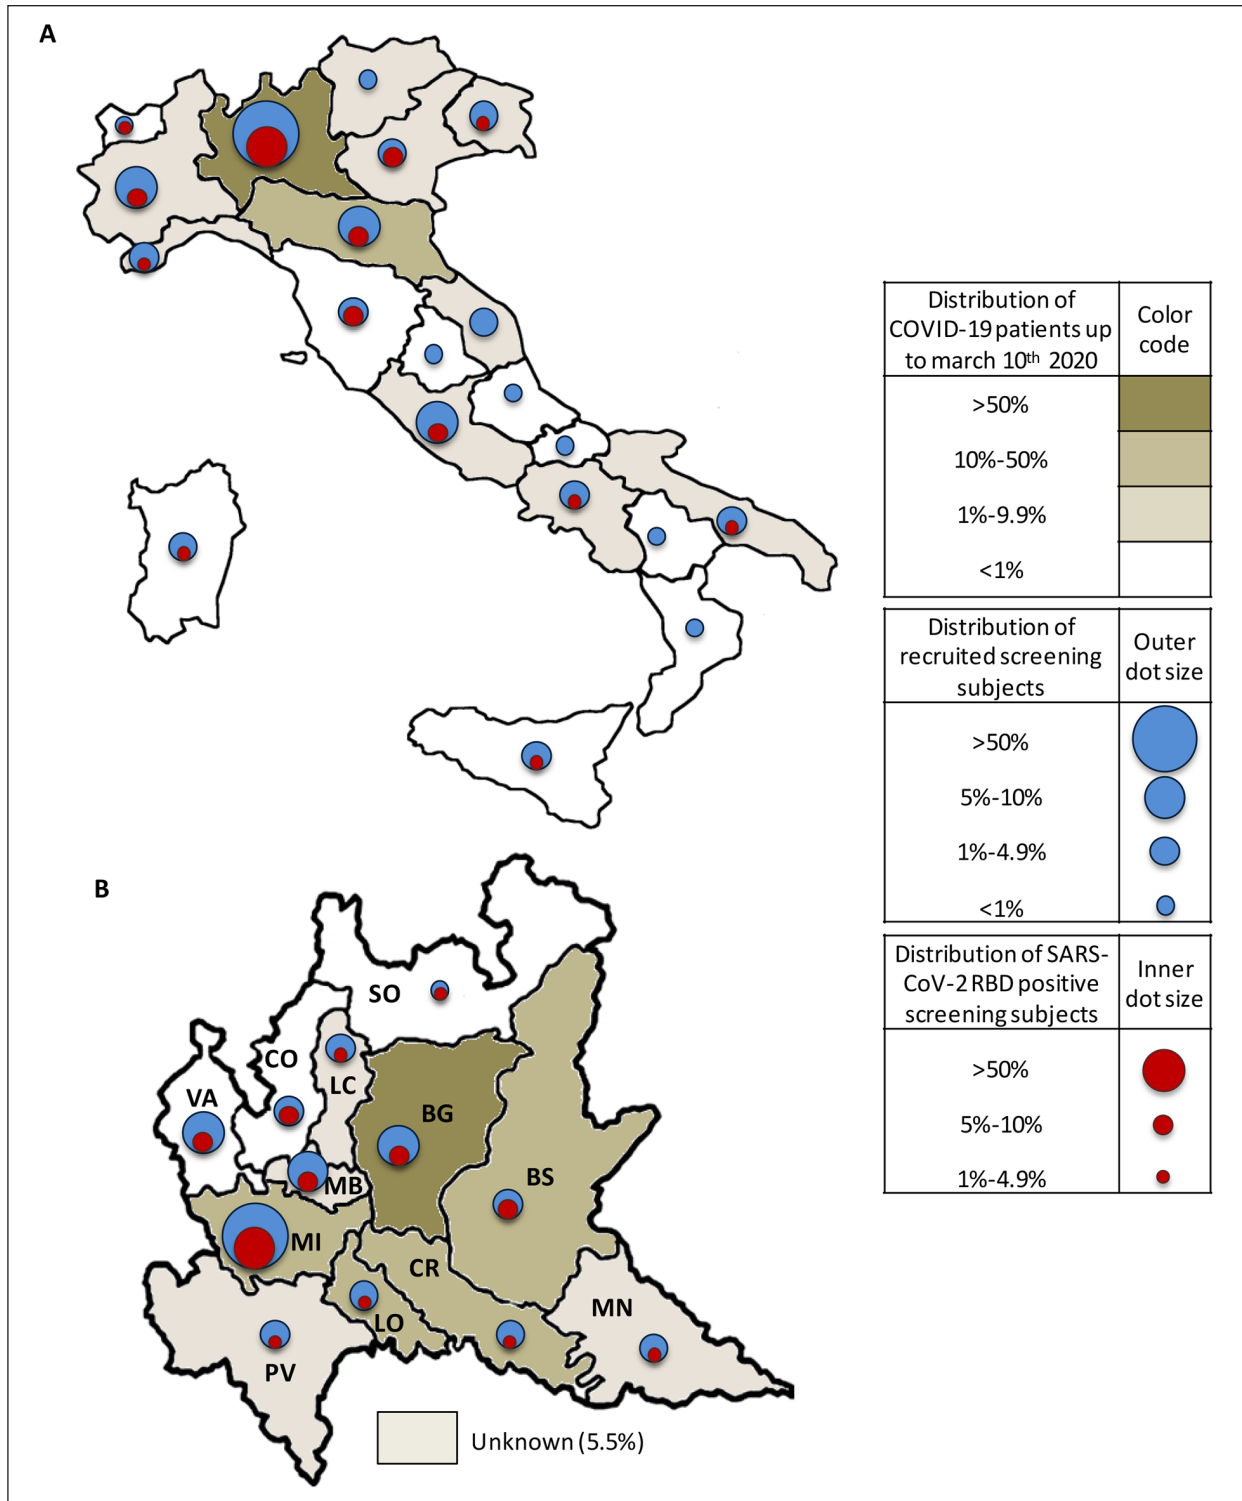 A
Distribution of
COVID-19 patients up
to march 10th 2020
Color
code
>50%
10%-50%
1%-9.9%
<1%
Distribution of
recruited screening
subjects
Outer
dot size
>50%
5%-10%
1%-4.9%
<1%
Distribution of SARS-
CoV-2 RBD positive
screening subjects
Inner
dot size
>50%
5%-10%
1%-4.9%
B
SO
CO
LC
VA
BG
BS
MB
MI
CR
MN
LO
PV
Unknown (5.5%)